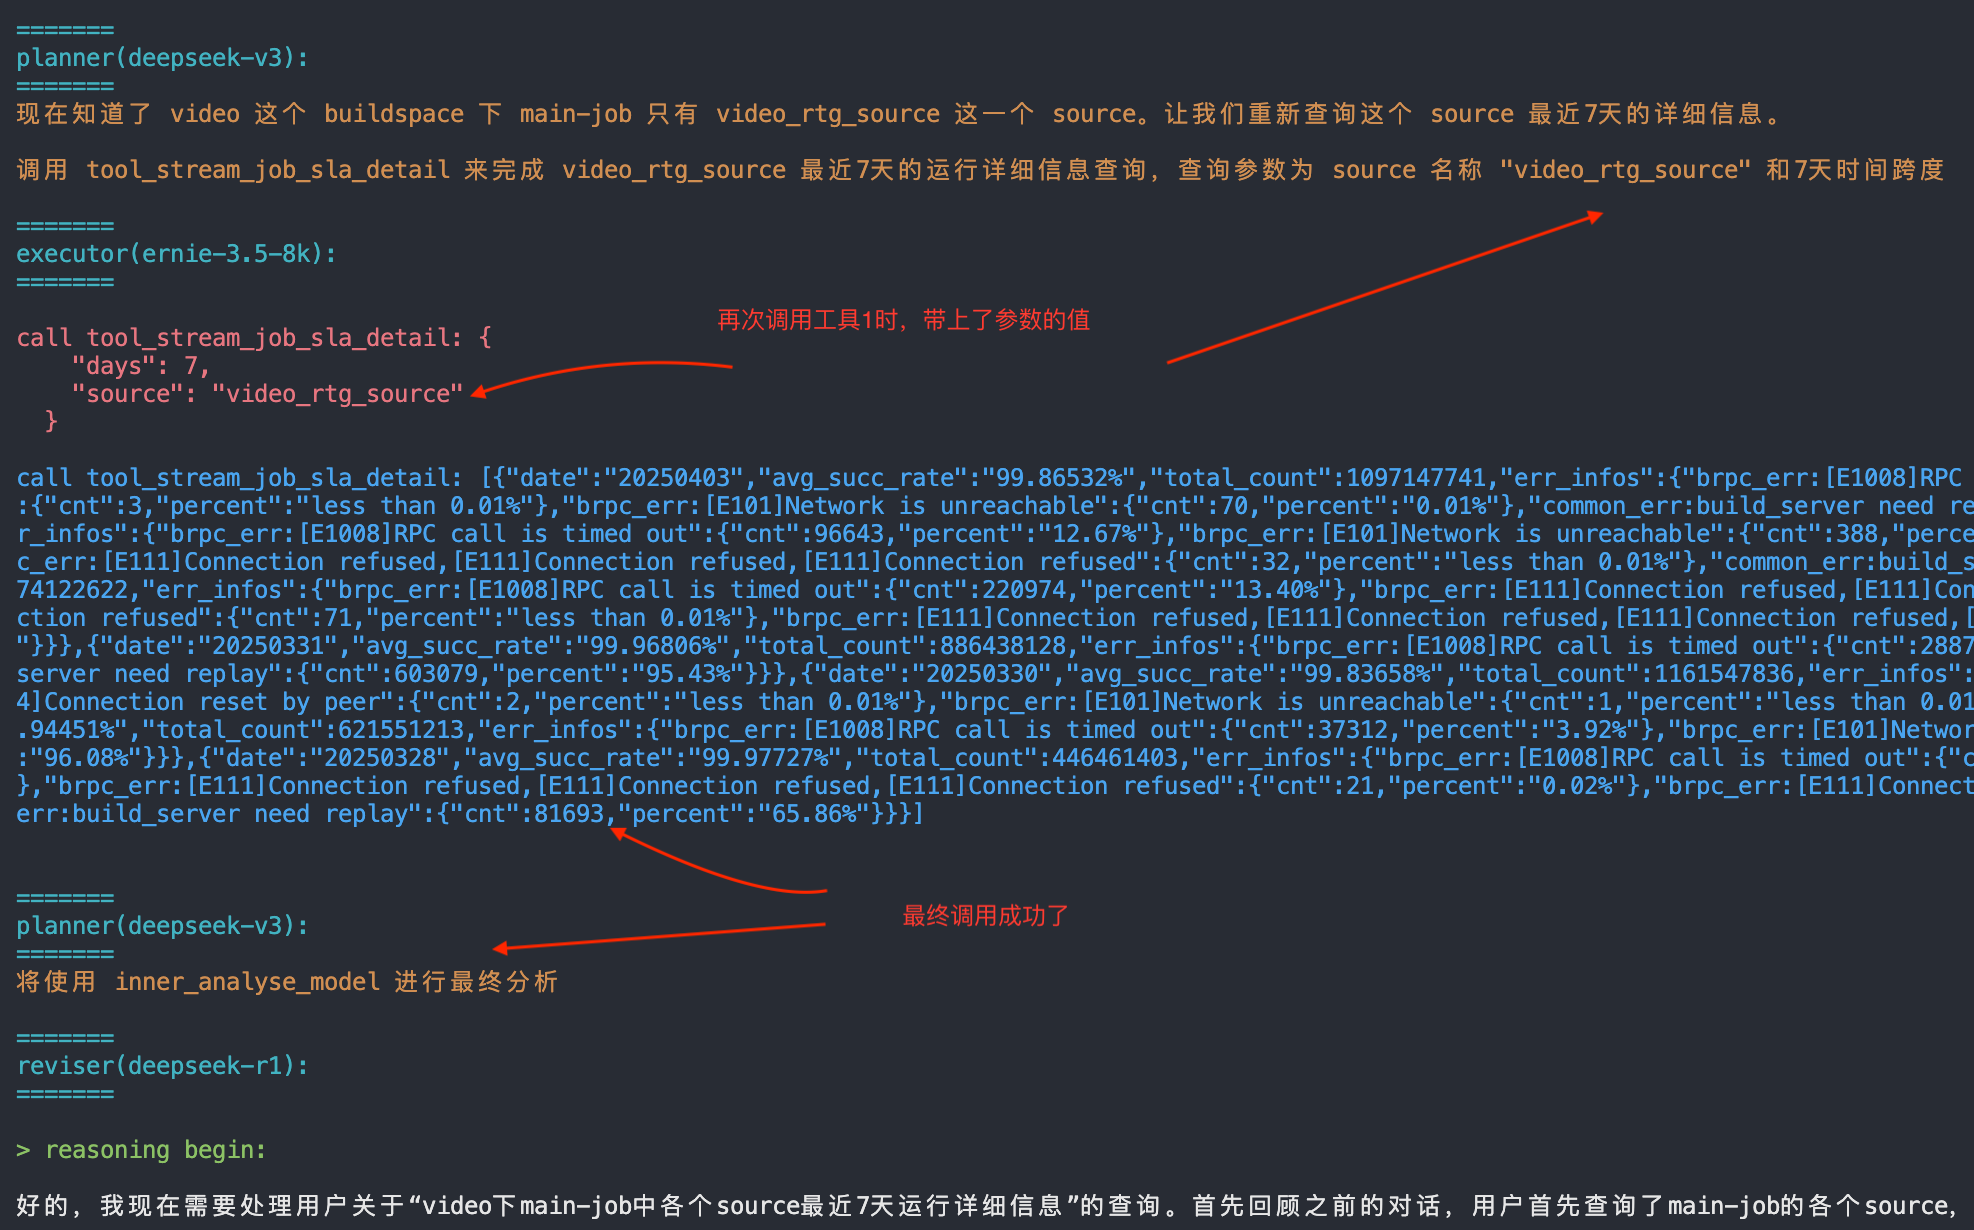 =======
planner(deepseek-v3):
=======
现在知道了 video 这个 buildspace 下 main-job 只有 video_rtg_source 这一个 source。让我们重新查询这个 source 最近7天的详细信息。
调用 tool_stream_job_sla_detail 来完成 video_rtg_source 最近7天的运行详细信息查询，查询参数为 source 名称 "video_rtg_source" 和7天时间跨度
=======
executor(ernie-3.5-8k):
=======
再次调用工具1时，带上了参数的值
call tool_stream_job_sla_detail: {
"days": 7,
"source": "video_rtg_source"
}
call tool_stream_job_sla_detail: [{"date":"20250403","avg_succ_rate":"99.86532%","total_count":1097147741,"err_infos":{"brpc_err:[E1008]RPC
:{"cnt":3,"percent":"less than 0.01%"},"brpc_err:[E101]Network is unreachable":{"cnt":70,"percent":"0.01%"},"common_err:build_server need re
r_infos":{"brpc_err:[E1008]RPC call is timed out":{"cnt":96643,"percent":"12.67%"},"brpc_err:[E101]Network is unreachable":{"cnt":388,"perce
c_err:[E111]Connection refused,[E111]Connection refused,[E111]Connection refused":{"cnt":32,"percent":"less than 0.01%"},"common_err:build_s
74122622,"err_infos":{"brpc_err:[E1008]RPC call is timed out":{"cnt":220974,"percent":"13.40%"},"brpc_err:[E111]Connection refused,[E111]Con
ction refused":{"cnt":71,"percent":"less than 0.01%"},"brpc_err:[E111]Connection refused,[E111]Connection refused,[E111]Connection refused,[
"}}},{"date":"20250331","avg_succ_rate":"99.96806%","total_count":886438128,"err_infos":{"brpc_err:[E1008]RPC call is timed out":{"cnt":2887
server need replay":{"cnt":603079,"percent":"95.43%"}}},{"date":"20250330","avg_succ_rate":"99.83658%","total_count":1161547836,"err_infos":
4]Connection reset by peer":{"cnt":2,"percent":"less than 0.01%"},"brpc_err:[E101]Network is unreachable":{"cnt":1,"percent":"less than 0.01
.94451%","total_count":621551213,"err_infos":{"brpc_err:[E1008]RPC call is timed out":{"cnt":37312,"percent":"3.92%"},"brpc_err:[E101]Networ
:"96.08%"}}},{"date":"20250328","avg_succ_rate":"99.97727%","total_count":446461403,"err_infos":{"brpc_err:[E1008]RPC call is timed out":{"c
},"brpc_err:[E111]Connection refused,[E111]Connection refused,[E111]Connection refused":{"cnt":21,"percent":"0.02%"},"brpc_err:[E111]Connect
err:build_server need replay":{"cnt":81693,"percent":"65.86%"}}}]
=======
planner(deepseek-v3):
最终调用成功了
=======
将使用 inner_analyse_model 进行最终分析
=======
reviser(deepseek-r1):
=======
> reasoning begin:
好的，我现在需要处理用户关于“video下main-job中各个source最近7天运行详细信息”的查询。首先回顾之前的对话，用户首先查询了main-job的各个source，